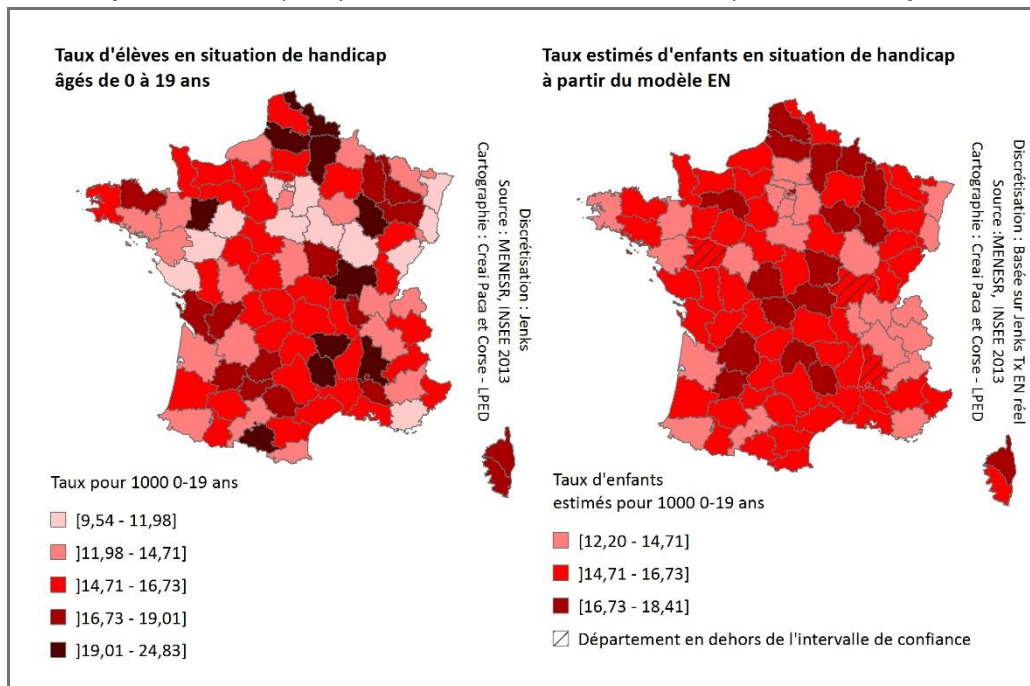 Taux d'élèves en situation de handicap
âgés de 0 à 19 ans
Discrétisation : Jenks
Source : MENESR, INSEE 2013
Cartographie : Creai Paca et Corse - LPED
Taux pour 1000 0-19 ans
[9,54 - 11,98]
]11,98 - 14,71]
]14,71 - 16,73]
]16,73 - 19,01]
]19,01 - 24,83]
Taux estimés d'enfants en situation de handicap
à partir du modèle EN
Discrétisation : Basée sur Jenks Tx EN réel
Source :MENESR, INSEE 2013
Cartographie : Creai Paca et Corse - LPED
Taux d'enfants
estimés pour 1000 0-19 ans
[12,20 - 14,71]
]14,71 - 16,73]
[16,73 - 18,41]
Département en dehors de l'intervalle de confiance